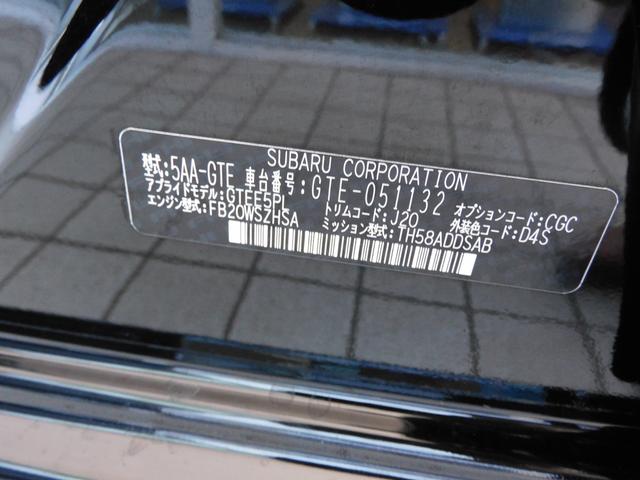 SUBARU CORPORATION
型式:5AA-GTE 車台番号:GTE-051132
アプライドモデル:GTEE5PL トリムコード:J20 オプションコード:CGC
エンジン型式:FB20WSZHSA ミッション型式:TH58ADDSAB 外装色コード:D4S